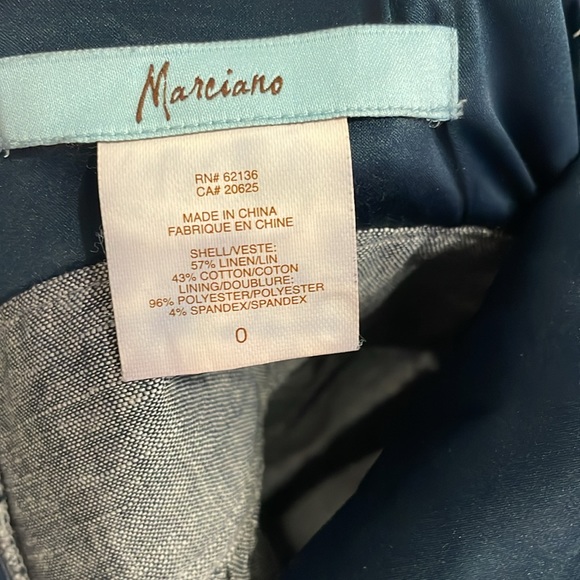 Marciano
RN# 62136
CA# 20625
MADE IN CHINA
FABRIQUE EN CHINE
SHELL/VESTE:
57% LINEN/LIN
43% COTTON/COTON
LINING/DOUBLURE:
96% POLYESTER/POLYESTER
4% SPANDEX/SPANDEX
0